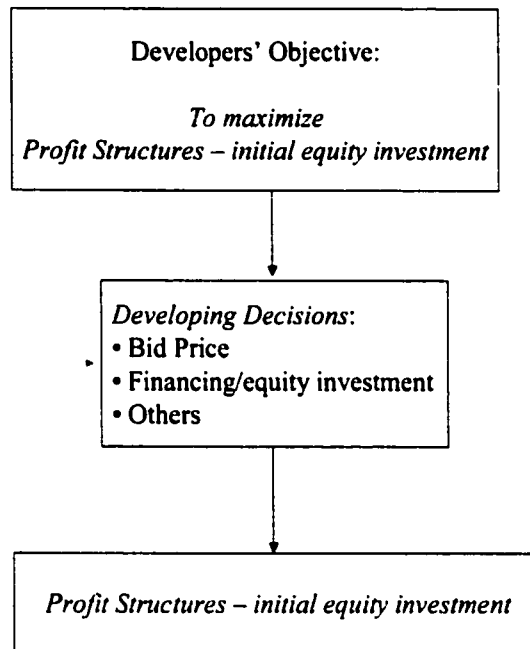 Developers’ Objective:
To maximize
Profit Structures – initial equity investment
Developing Decisions:
• Bid Price
• Financing/equity investment
• Others
Profit Structures – initial equity investment